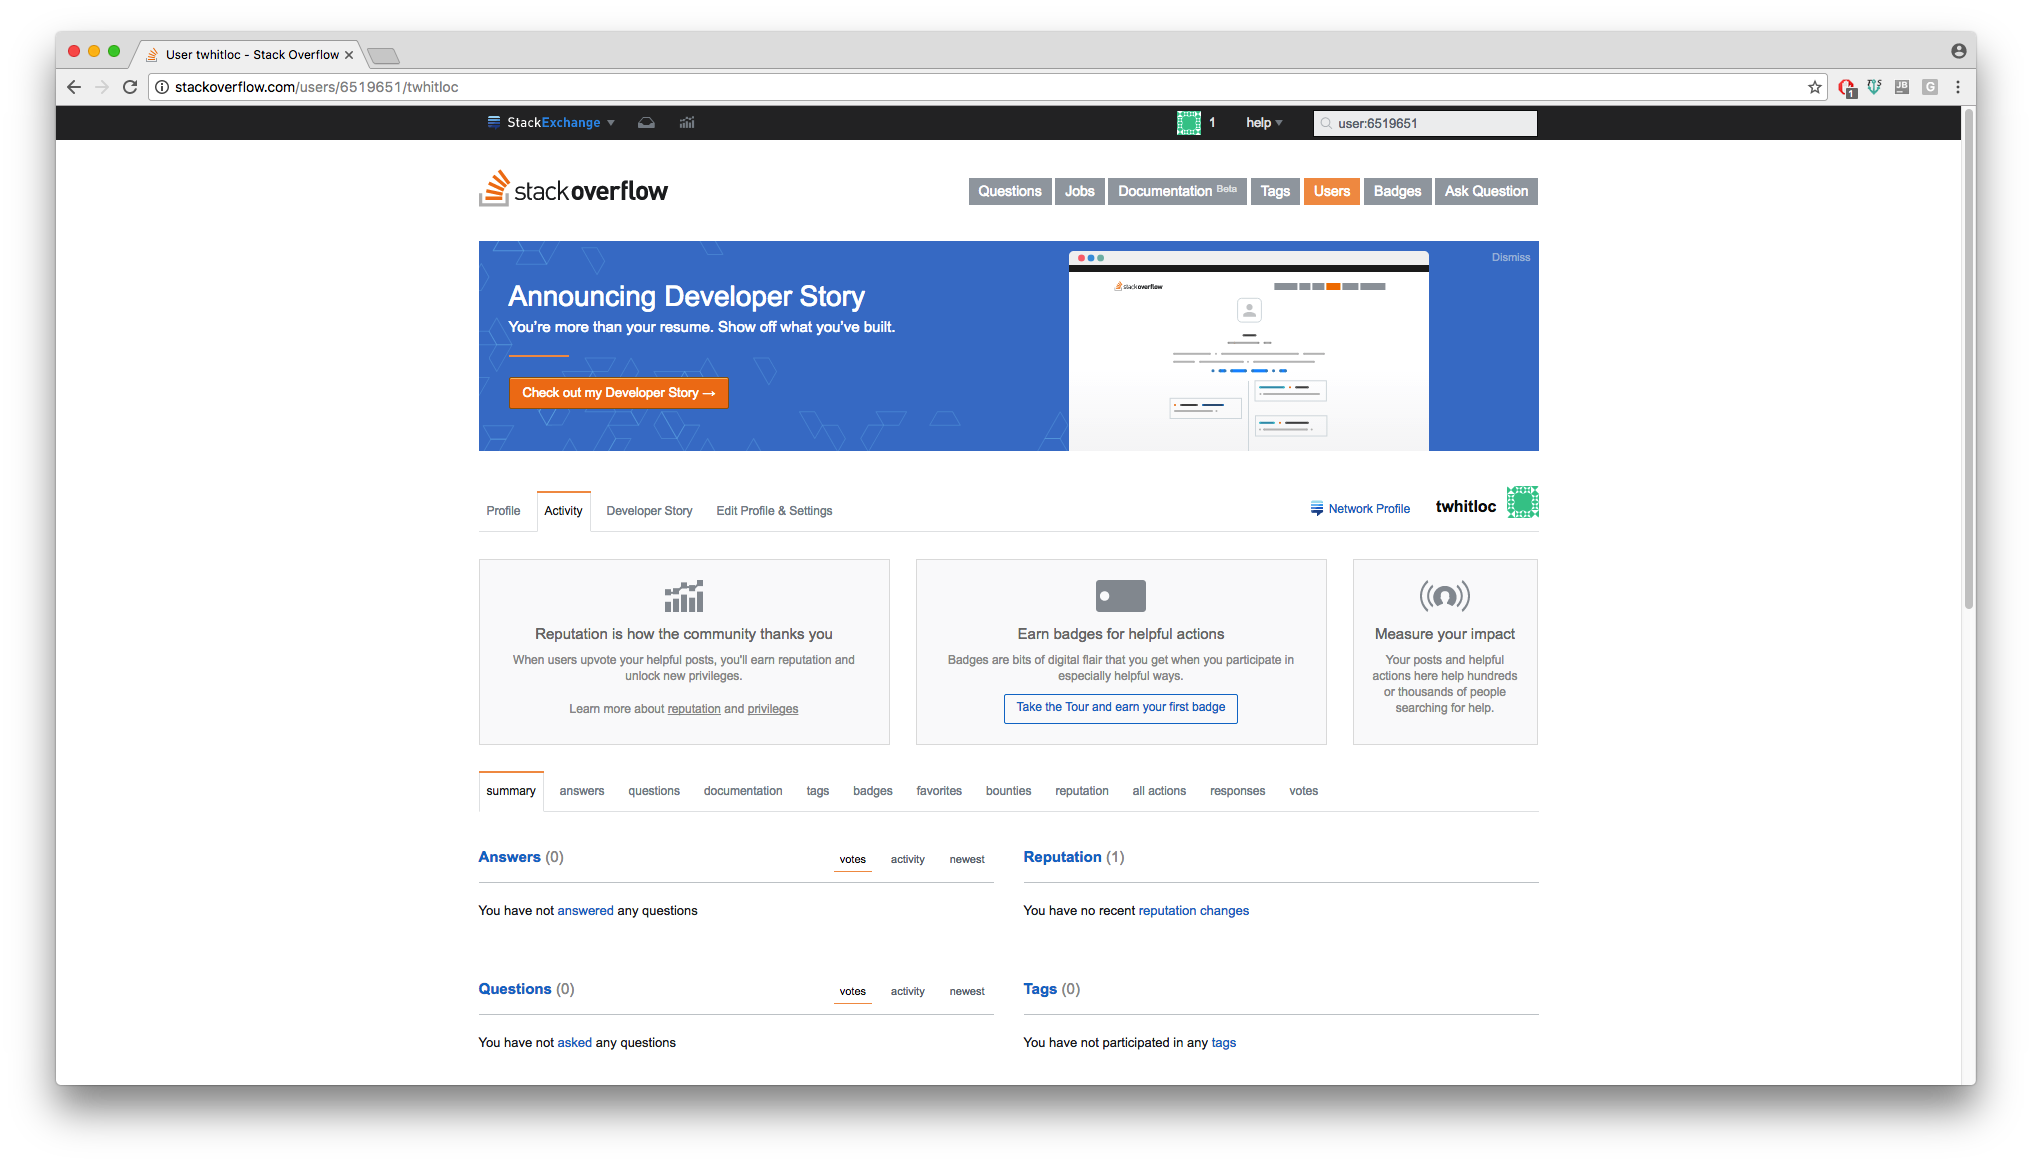 User twhitloc - Stack Overflow
stackoverflow.com/users/6519651/twhitloc
1
JB
G
StackExchange
1
help
user:6519651
stackoverflow
Questions
Jobs
Documentation Beta
Tags
Users
Badges
Ask Question
Dismiss
stackoverflow
Announcing Developer Story
You're more than your resume. Show off what you've built.
Check out my Developer Story →
Profile
Activity
Developer Story
Edit Profile & Settings
Network Profile
twhitloc
Reputation is how the community thanks you
When users upvote your helpful posts, you'll earn reputation and
unlock new privileges.
Learn more about reputation and privileges
Earn badges for helpful actions
Badges are bits of digital flair that you get when you participate in
especially helpful ways.
Take the Tour and earn your first badge
Measure your impact
Your posts and helpful
actions here help hundreds
or thousands of people
searching for help.
summary
answers
questions
documentation
tags
badges
favorites
bounties
reputation
all actions
responses
votes
Answers (0)
votes
activity
newest
You have not answered any questions
Reputation (1)
You have no recent reputation changes
Questions (0)
votes
activity
newest
You have not asked any questions
Tags (0)
You have not participated in any tags